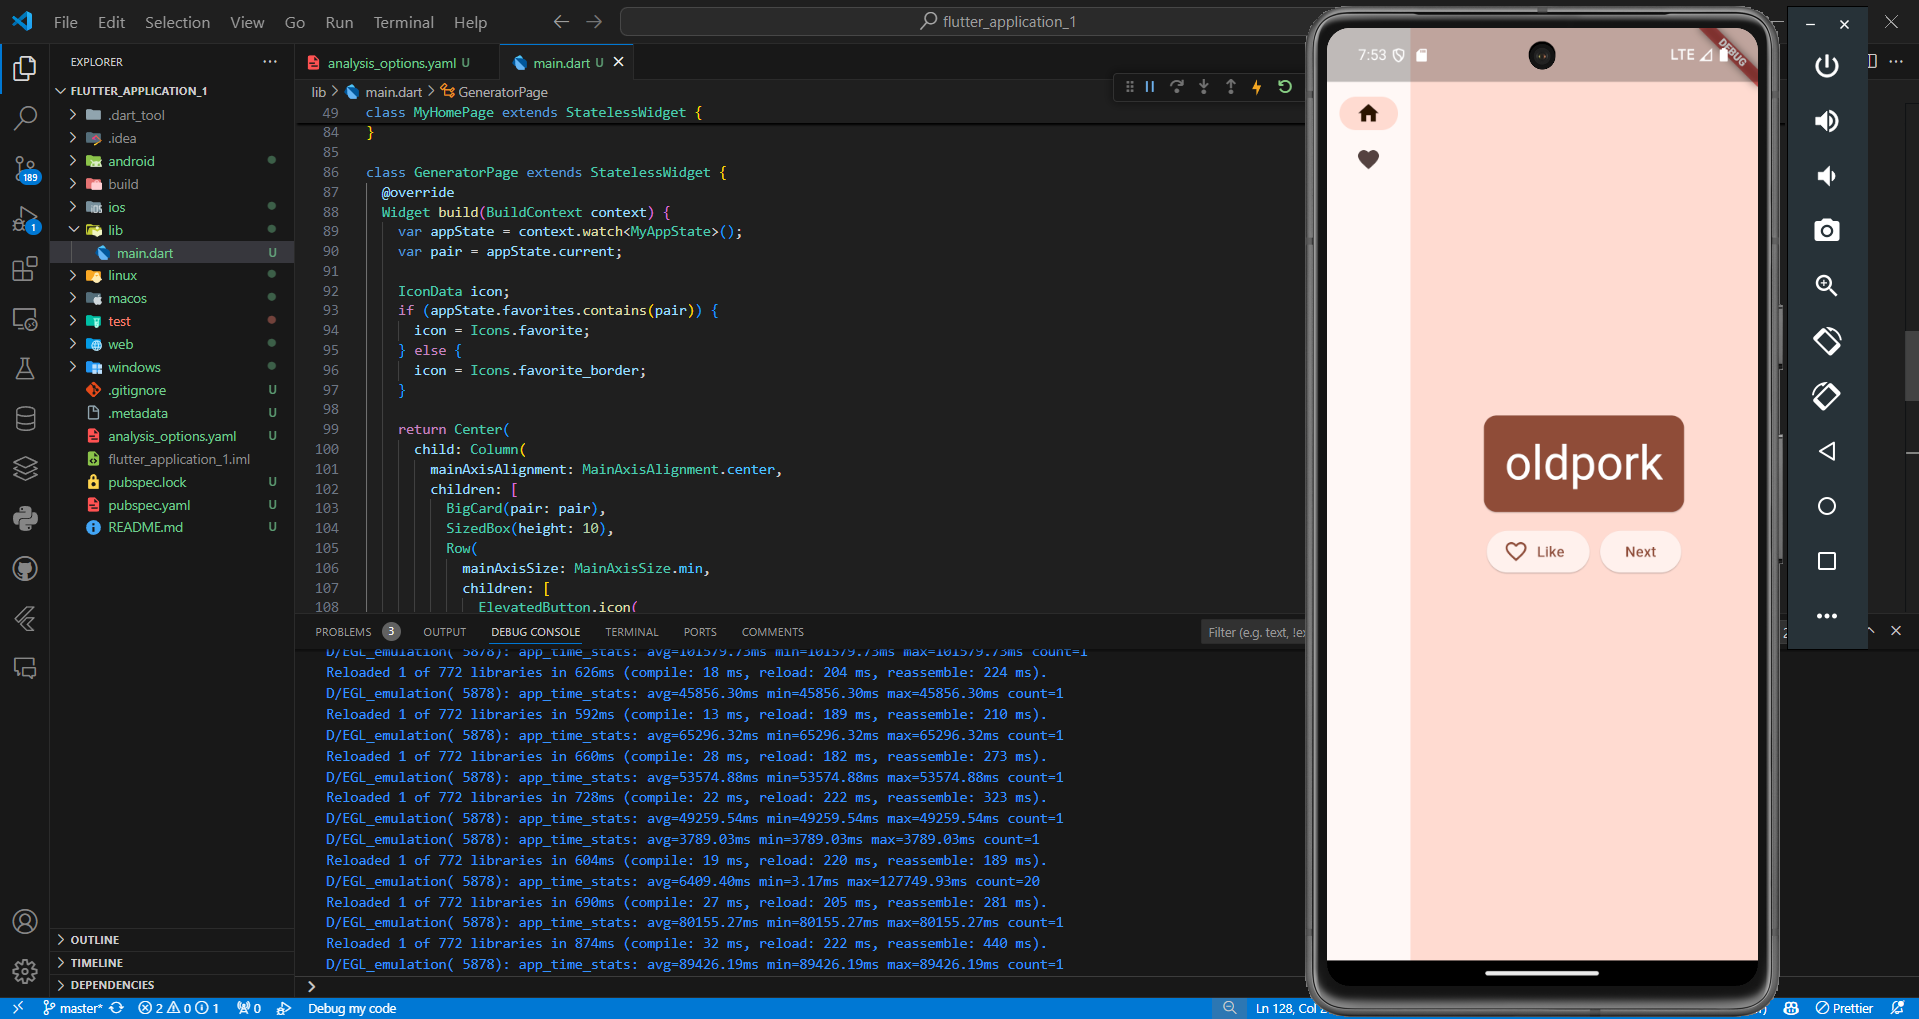 File Edit Selection View Go Run Terminal Help
flutter_application_1
EXPLORER
FLUTTER_APPLICATION_1
.dart_tool
.idea
android
build
ios
lib
main.dart U
linux
macos
test
web
windows
.gitignore U
.metadata U
analysis_options.yaml U
flutter_application_1.iml
pubspec.lock U
pubspec.yaml U
README.md U
OUTLINE
TIMELINE
DEPENDENCIES
189
1
analysis_options.yaml U
main.dart U
lib > main.dart > GeneratorPage
49 class MyHomePage extends StatelessWidget {
84 }
85
86 class GeneratorPage extends StatelessWidget {
87 @override
88 Widget build(BuildContext context) {
89 var appState = context.watch<MyAppState>();
90 var pair = appState.current;
91
92 IconData icon;
93 if (appState.favorites.contains(pair)) {
94 icon = Icons.favorite;
95 } else {
96 icon = Icons.favorite_border;
97 }
98
99 return Center(
100 child: Column(
101 mainAxisAlignment: MainAxisAlignment.center,
102 children: [
103 BigCard(pair: pair),
104 SizedBox(height: 10),
105 Row(
106 mainAxisSize: MainAxisSize.min,
107 children: [
108 ElevatedButton.icon(
PROBLEMS 3 OUTPUT DEBUG CONSOLE TERMINAL PORTS COMMENTS
Filter (e.g. text, !ex
D/EGL_emulation( 5878): app_time_stats: avg=101579.73ms min=101579.73ms max=101579.73ms count=1
Reloaded 1 of 772 libraries in 626ms (compile: 18 ms, reload: 204 ms, reassemble: 224 ms).
D/EGL_emulation( 5878): app_time_stats: avg=45856.30ms min=45856.30ms max=45856.30ms count=1
Reloaded 1 of 772 libraries in 592ms (compile: 13 ms, reload: 189 ms, reassemble: 210 ms).
D/EGL_emulation( 5878): app_time_stats: avg=65296.32ms min=65296.32ms max=65296.32ms count=1
Reloaded 1 of 772 libraries in 660ms (compile: 28 ms, reload: 182 ms, reassemble: 273 ms).
D/EGL_emulation( 5878): app_time_stats: avg=53574.88ms min=53574.88ms max=53574.88ms count=1
Reloaded 1 of 772 libraries in 728ms (compile: 22 ms, reload: 222 ms, reassemble: 323 ms).
D/EGL_emulation( 5878): app_time_stats: avg=49259.54ms min=49259.54ms max=49259.54ms count=1
D/EGL_emulation( 5878): app_time_stats: avg=3789.03ms min=3789.03ms max=3789.03ms count=1
Reloaded 1 of 772 libraries in 604ms (compile: 19 ms, reload: 220 ms, reassemble: 189 ms).
D/EGL_emulation( 5878): app_time_stats: avg=6409.40ms min=3.17ms max=127749.93ms count=20
Reloaded 1 of 772 libraries in 690ms (compile: 27 ms, reload: 205 ms, reassemble: 281 ms).
D/EGL_emulation( 5878): app_time_stats: avg=80155.27ms min=80155.27ms max=80155.27ms count=1
Reloaded 1 of 772 libraries in 874ms (compile: 32 ms, reload: 222 ms, reassemble: 440 ms).
D/EGL_emulation( 5878): app_time_stats: avg=89426.19ms min=89426.19ms max=89426.19ms count=1
7:53
LTE
DEBUG
oldpork
Like
Next
master* 2 0 1 0 Debug my code
Ln 128, Col 2
Prettier